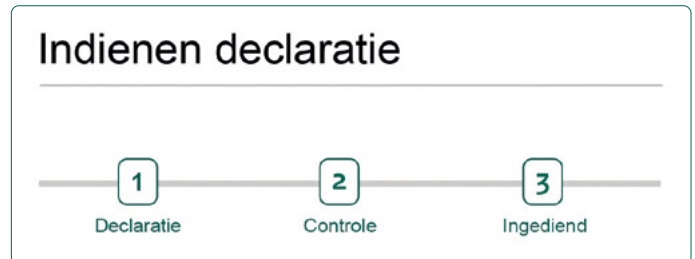 Indienen declaratie
1 2 3
Declaratie Controle Ingediend